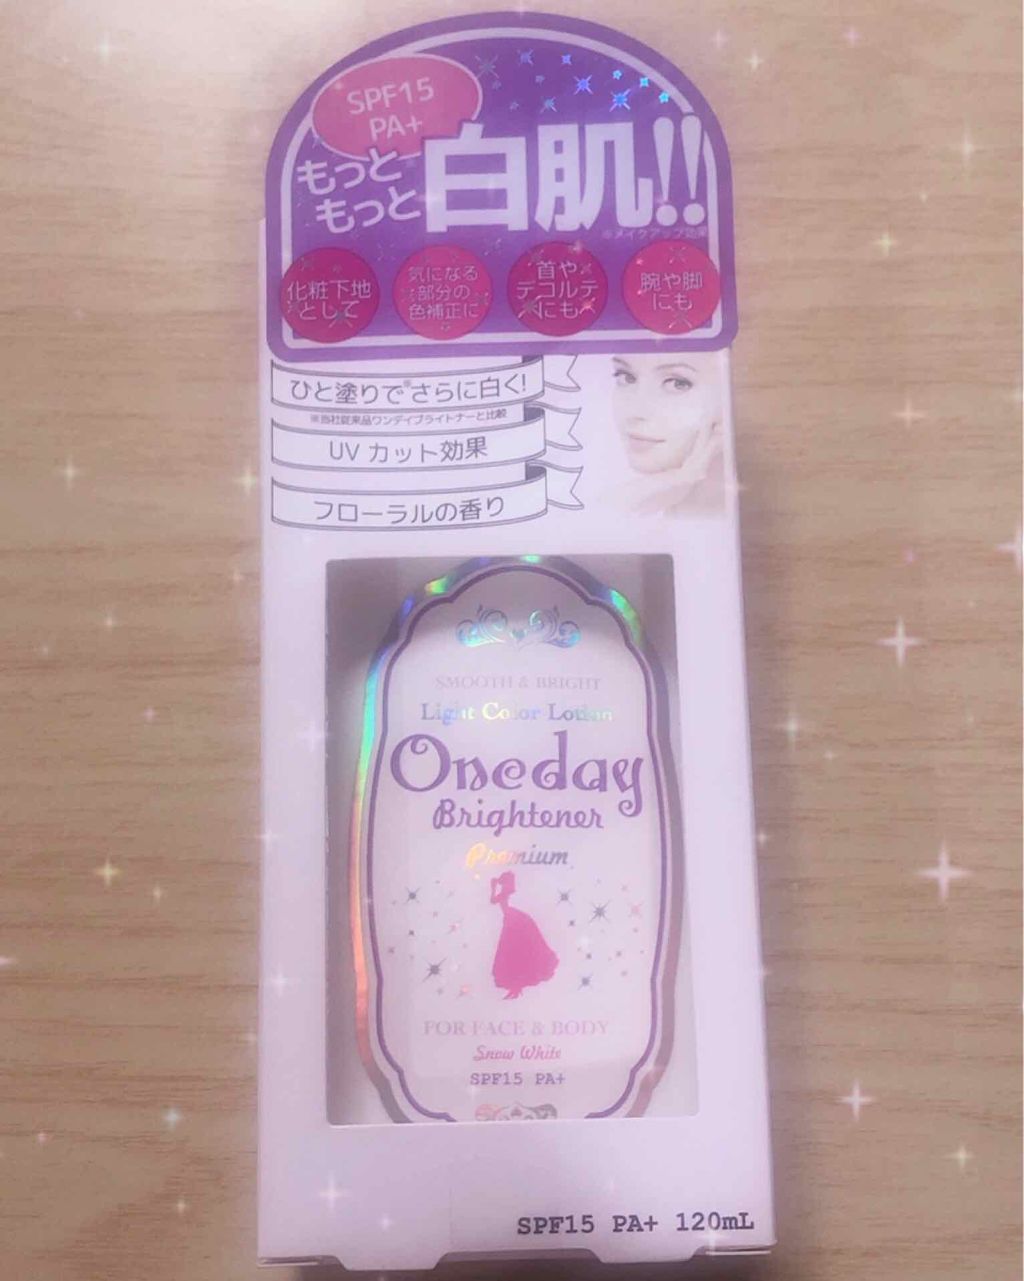 SPF15
PA+
もっと
もっと
白肌!!
※メイクアップ効果
化粧下地
として
気になる
部分の
色補正に
首や
デコルテ
にも
腕や脚
にも
ひと塗りで※さらに白く!
※当社従来品ワンデイブライトナーと比較
UV カット効果
フローラルの香り
SMOOTH & BRIGHT
Light Color Lotion
Oneday
Brightener
Premium
FOR FACE & BODY
Snow White
SPF15 PA+
SPF15 PA+ 120mL